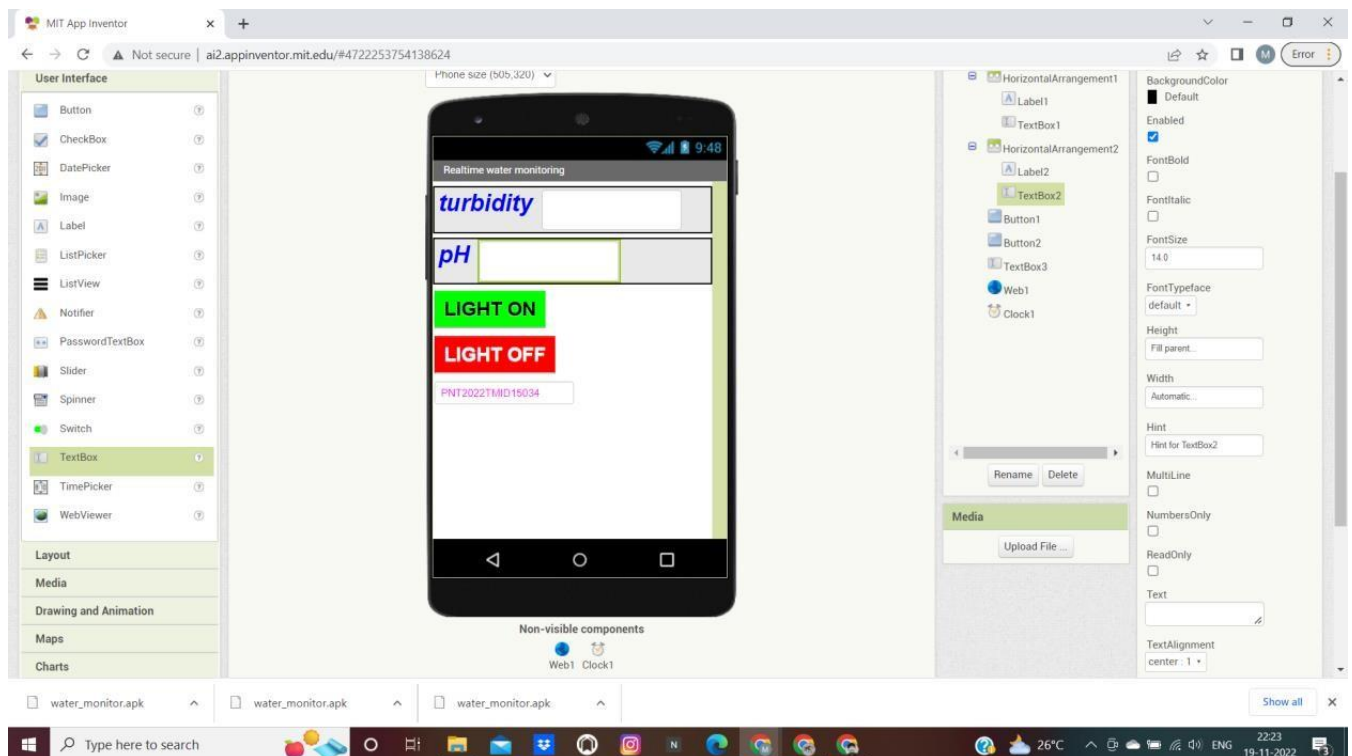 MIT App Inventor
Not secure | ai2.appinventor.mit.edu/#4722253754138624
M
Error
User Interface
Button
CheckBox
DatePicker
Image
Label
ListPicker
ListView
Notifier
PasswordTextBox
Slider
Spinner
Switch
TextBox
TimePicker
WebViewer
Layout
Media
Drawing and Animation
Maps
Charts
Phone size (505,320)
9:48
Realtime water monitoring
turbidity
pH
LIGHT ON
LIGHT OFF
PNT2022TMID15034
Non-visible components
Web1 Clock1
HorizontalArrangement1
Label1
TextBox1
HorizontalArrangement2
Label2
TextBox2
Button1
Button2
TextBox3
Web1
Clock1
Rename Delete
Media
Upload File ...
BackgroundColor
Default
Enabled
FontBold
FontItalic
FontSize
14.0
FontTypeface
default
Height
Fill parent...
Width
Automatic...
Hint
Hint for TextBox2
MultiLine
NumbersOnly
ReadOnly
Text
TextAlignment
center : 1
water_monitor.apk
water_monitor.apk
water_monitor.apk
Show all
Type here to search
26°C
ENG
22:23
19-11-2022